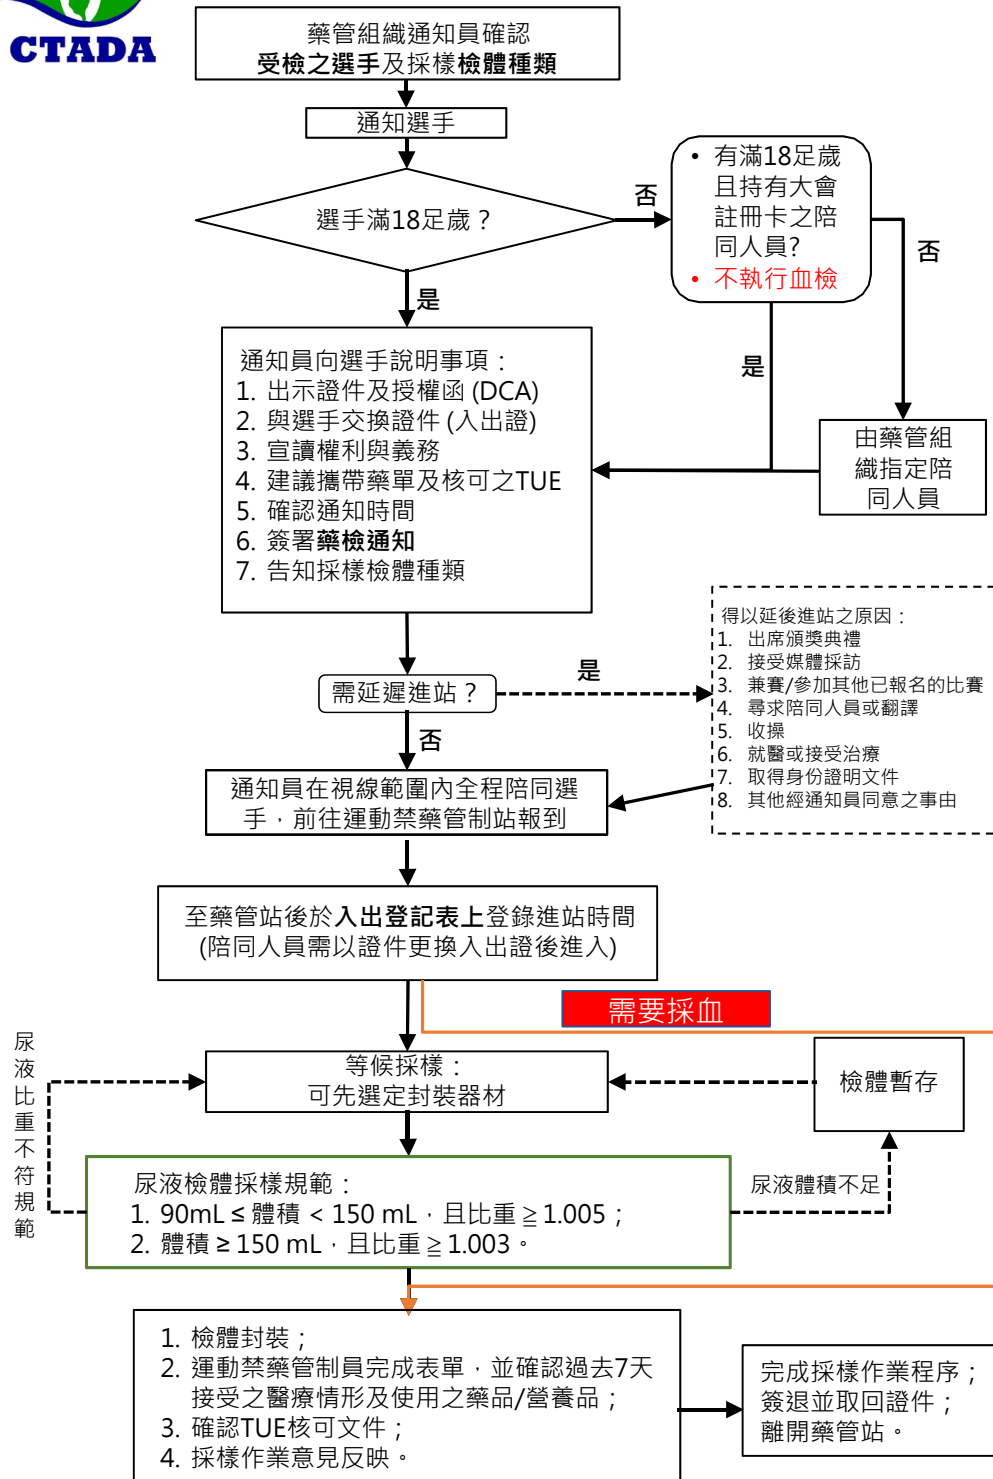 CTADA
藥管組織通知員確認
受檢之選手及採樣檢體種類
通知選手
選手滿18足歲？
否
• 有滿18足歲
且持有大會
註冊卡之陪
同人員?
• 不執行血檢
否
是
是
由藥管組
織指定陪
同人員
通知員向選手說明事項：
1. 出示證件及授權函 (DCA)
2. 與選手交換證件 (入出證)
3. 宣讀權利與義務
4. 建議攜帶藥單及核可之TUE
5. 確認通知時間
6. 簽署藥檢通知
7. 告知採樣檢體種類
需延遲進站？
是
否
得以延後進站之原因：
1. 出席頒獎典禮
2. 接受媒體採訪
3. 兼賽/參加其他已報名的比賽
4. 尋求陪同人員或翻譯
5. 收操
6. 就醫或接受治療
7. 取得身份證明文件
8. 其他經通知員同意之事由
通知員在視線範圍內全程陪同選
手，前往運動禁藥管制站報到
至藥管站後於入出登記表上登錄進站時間
(陪同人員需以證件更換入出證後進入)
需要採血
等候採樣：
可先選定封裝器材
檢體暫存
尿液比重不符規範
尿液體積不足
尿液檢體採樣規範：
1. 90mL ≤ 體積 < 150 mL，且比重 ≧ 1.005；
2. 體積 ≥ 150 mL，且比重 ≧ 1.003。
1. 檢體封裝；
2. 運動禁藥管制員完成表單，並確認過去7天
接受之醫療情形及使用之藥品/營養品；
3. 確認TUE核可文件；
4. 採樣作業意見反映。
完成採樣作業程序；
簽退並取回證件；
離開藥管站。